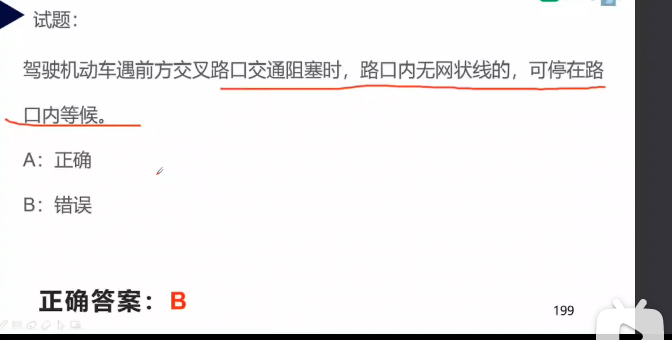 试题：
驾驶机动车遇前方交叉路口交通阻塞时，路口内无网状线的，可停在路
口内等候。
A：正确
B：错误
正确答案：B
199